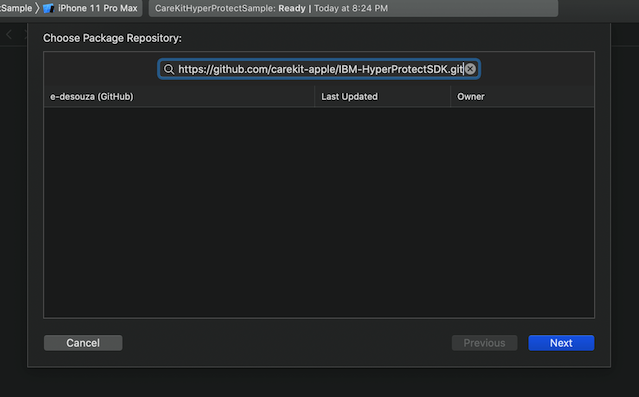 tSample 〉 iPhone 11 Pro Max CareKitHyperProtectSample: Ready | Today at 8:24 PM
Choose Package Repository:
https://github.com/carekit-apple/IBM-HyperProtectSDK.git
e-desouza (GitHub) Last Updated Owner
Cancel Previous Next